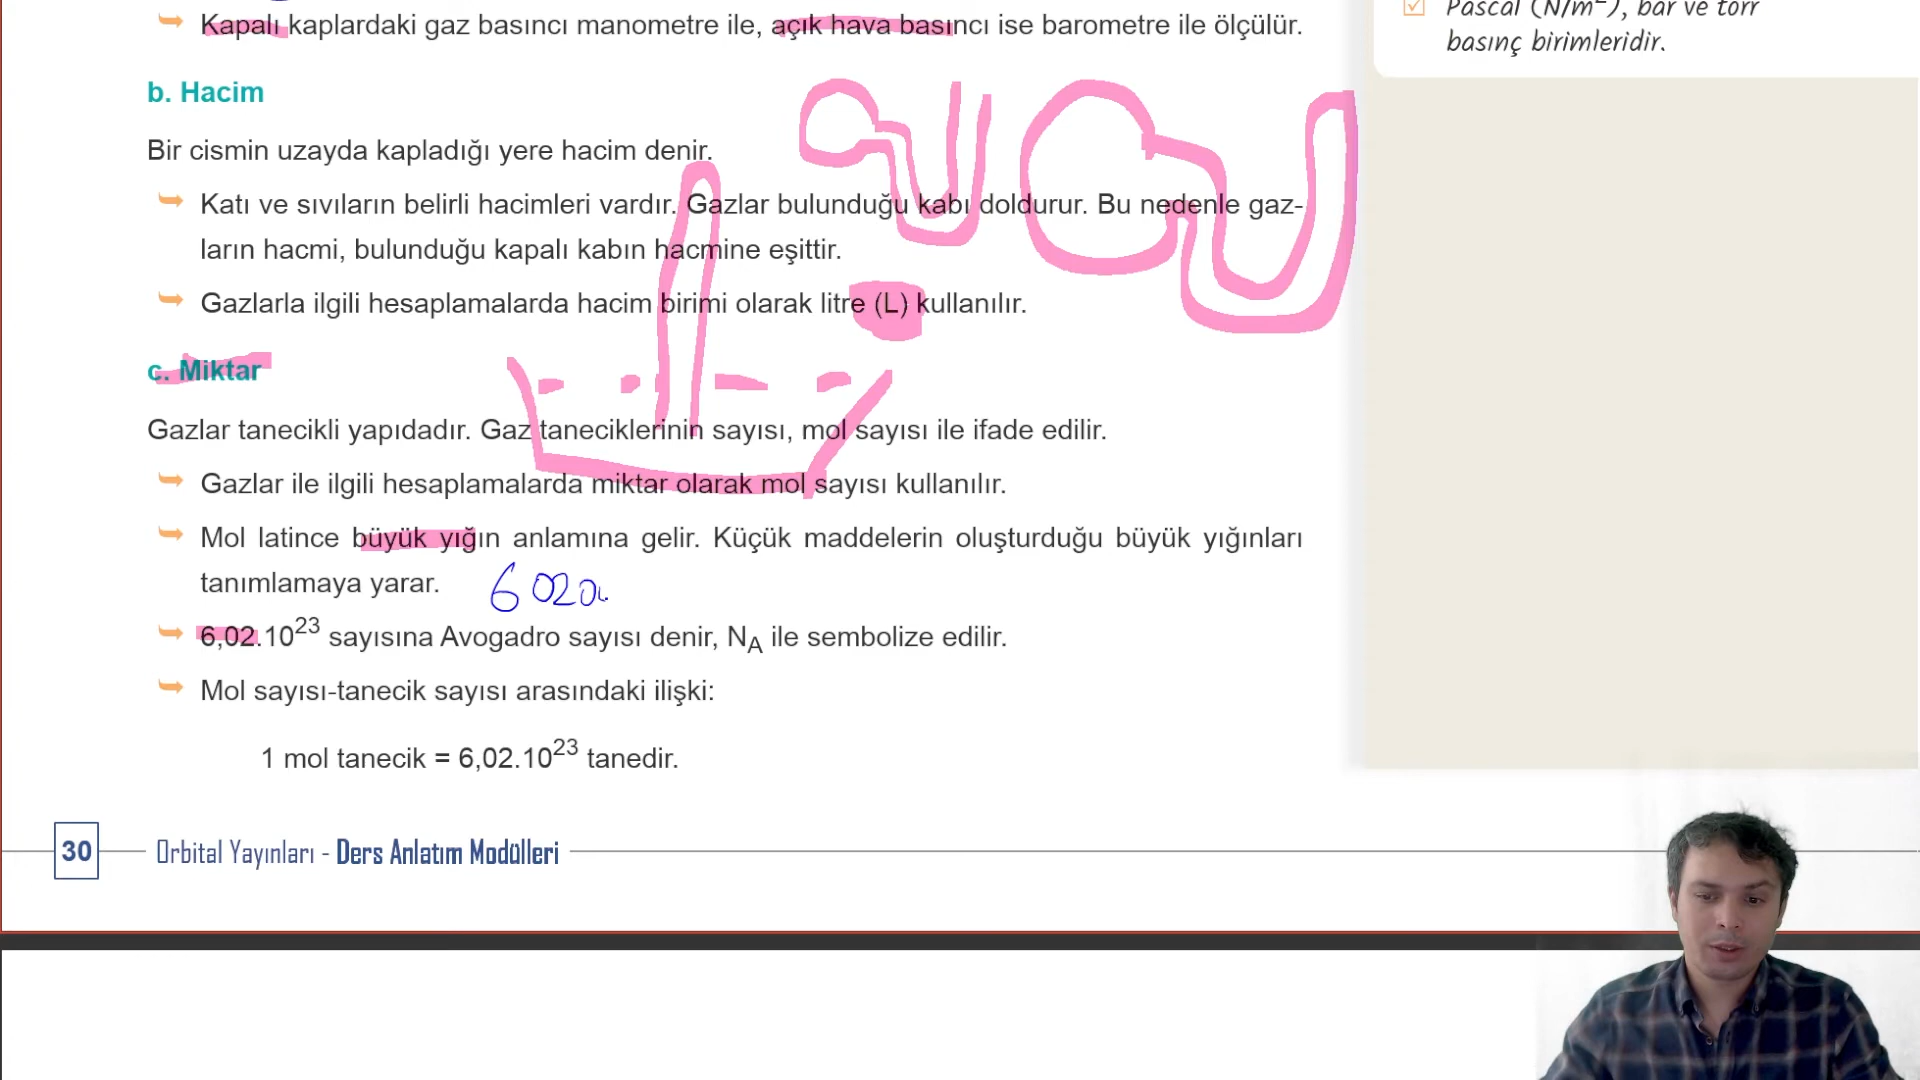 Kapalı kaplardaki gaz basıncı manometre ile, açık hava basıncı ise barometre ile ölçülür.
Pascal (N/m²), bar ve torr
basınç birimleridir.
b. Hacim
Bir cismin uzayda kapladığı yere hacim denir.
Katı ve sıvıların belirli hacimleri vardır. Gazlar bulunduğu kabı doldurur. Bu nedenle gaz-
ların hacmi, bulunduğu kapalı kabın hacmine eşittir.
Gazlarla ilgili hesaplamalarda hacim birimi olarak litre (L) kullanılır.
c. Miktar
Gazlar tanecikli yapıdadır. Gaz taneciklerinin sayısı, mol sayısı ile ifade edilir.
Gazlar ile ilgili hesaplamalarda miktar olarak mol sayısı kullanılır.
Mol latince büyük yığın anlamına gelir. Küçük maddelerin oluşturduğu büyük yığınları
tanımlamaya yarar.
6,02.10²³ sayısına Avogadro sayısı denir, N_A ile sembolize edilir.
Mol sayısı-tanecik sayısı arasındaki ilişki:
1 mol tanecik = 6,02.10²³ tanedir.
30 Orbital Yayınları - Ders Anlatım Modülleri